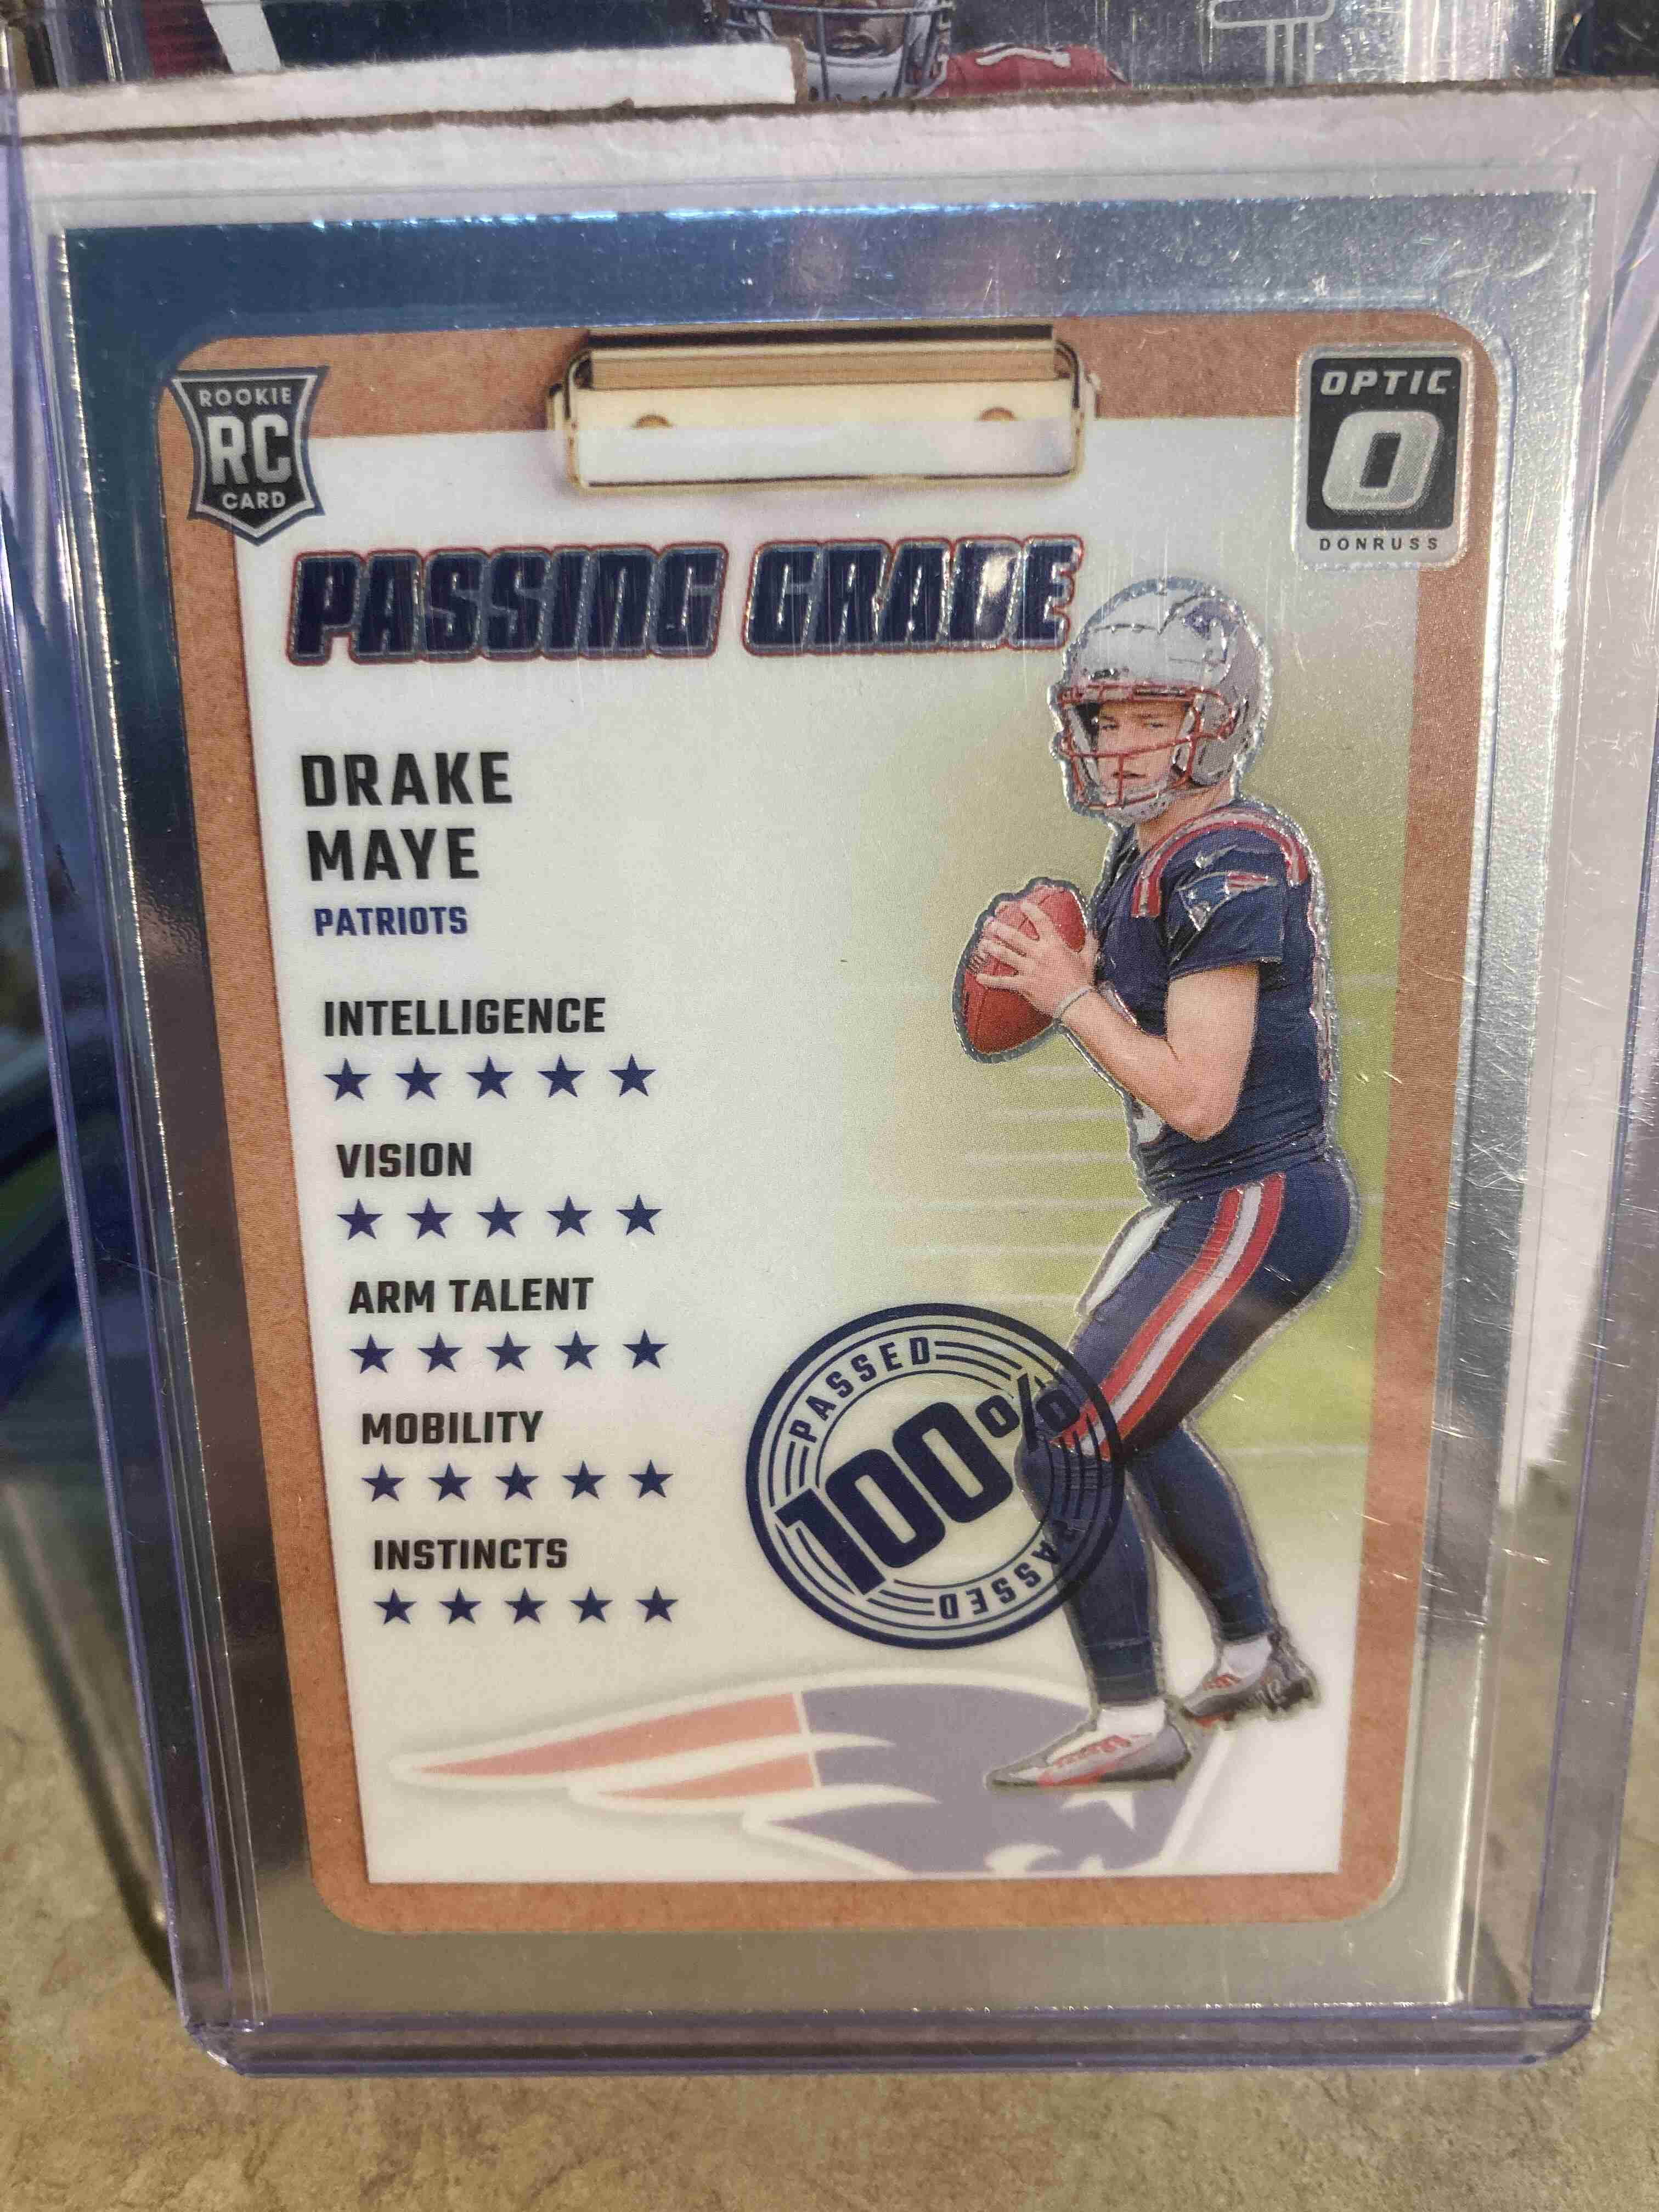 ROOKIE
RC
CARD
OPTIC
O
DONRUSS
PASSING GRADE
DRAKE
MAYE
PATRIOTS
INTELLIGENCE
VISION
ARM TALENT
MOBILITY
INSTINCTS
PASSED
100%
PASSED